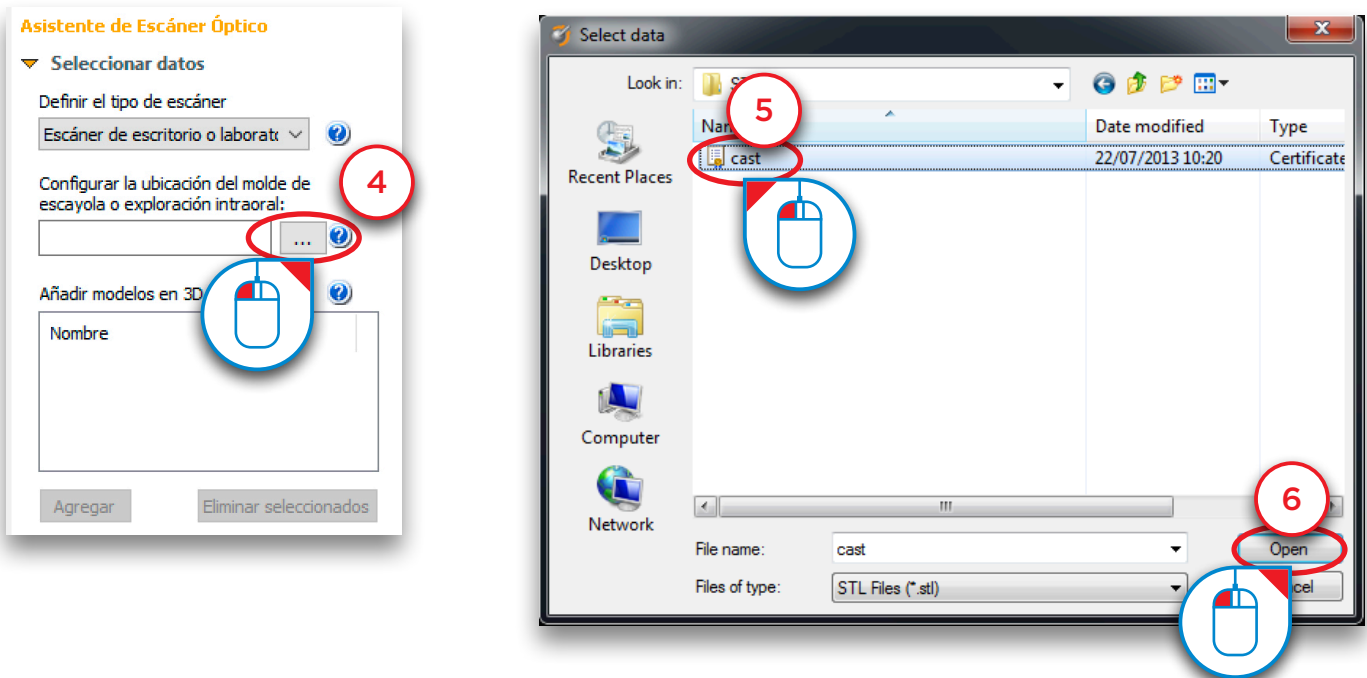 Asistente de Escáner Óptico
Seleccionar datos
Definir el tipo de escáner
Escáner de escritorio o laborato
Configurar la ubicación del molde de
escayola o exploración intraoral:
4
...
Añadir modelos en 3D
Nombre
Agregar
Eliminar seleccionados
Select data
Look in:
5
Date modified
Type
cast
22/07/2013 10:20
Certificate
Recent Places
Desktop
Libraries
Computer
Network
6
File name:
cast
Open
Files of type:
STL Files (*.stl)